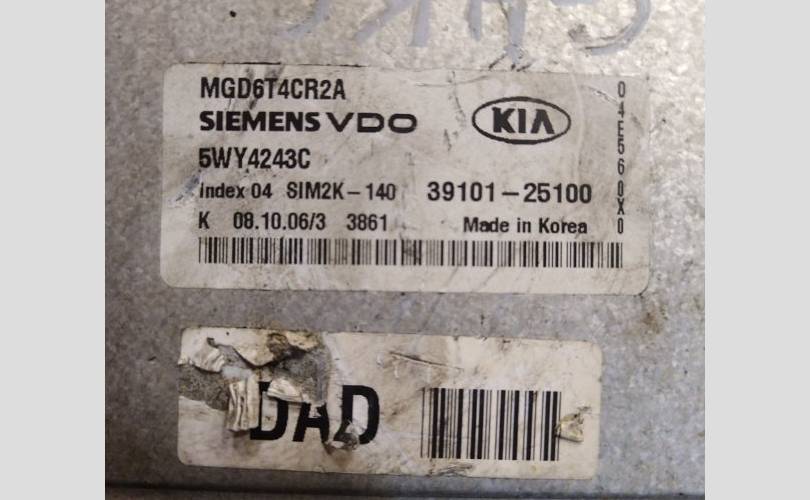 MGD6T4CR2A
SIEMENS VDO KIA
5WY4243C
Index 04 SIM2K-140 39101-25100
K 08.10.06/3 3861 Made in Korea
DAD